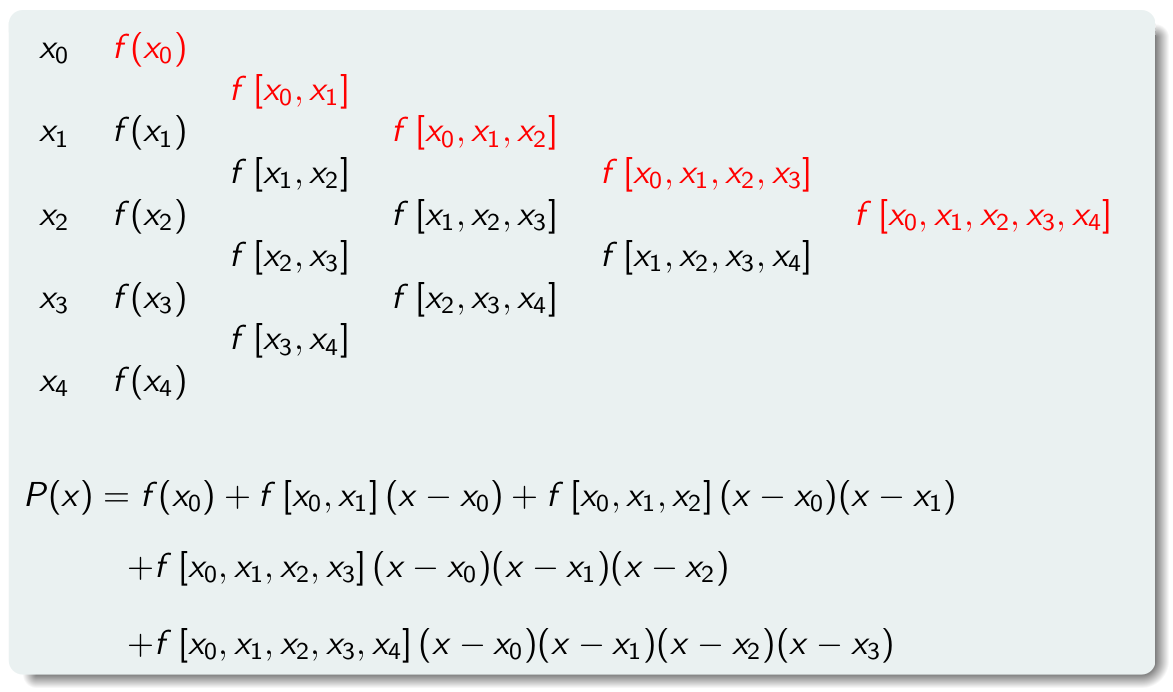 x₀ f(x₀)
f [x₀, x₁]
x₁ f(x₁) f [x₀, x₁, x₂]
f [x₁, x₂] f [x₀, x₁, x₂, x₃]
x₂ f(x₂) f [x₁, x₂, x₃] f [x₀, x₁, x₂, x₃, x₄]
f [x₂, x₃] f [x₁, x₂, x₃, x₄]
x₃ f(x₃) f [x₂, x₃, x₄]
f [x₃, x₄]
x₄ f(x₄)
P(x) = f(x₀) + f [x₀, x₁] (x − x₀) + f [x₀, x₁, x₂] (x − x₀)(x − x₁)
+f [x₀, x₁, x₂, x₃] (x − x₀)(x − x₁)(x − x₂)
+f [x₀, x₁, x₂, x₃, x₄] (x − x₀)(x − x₁)(x − x₂)(x − x₃)